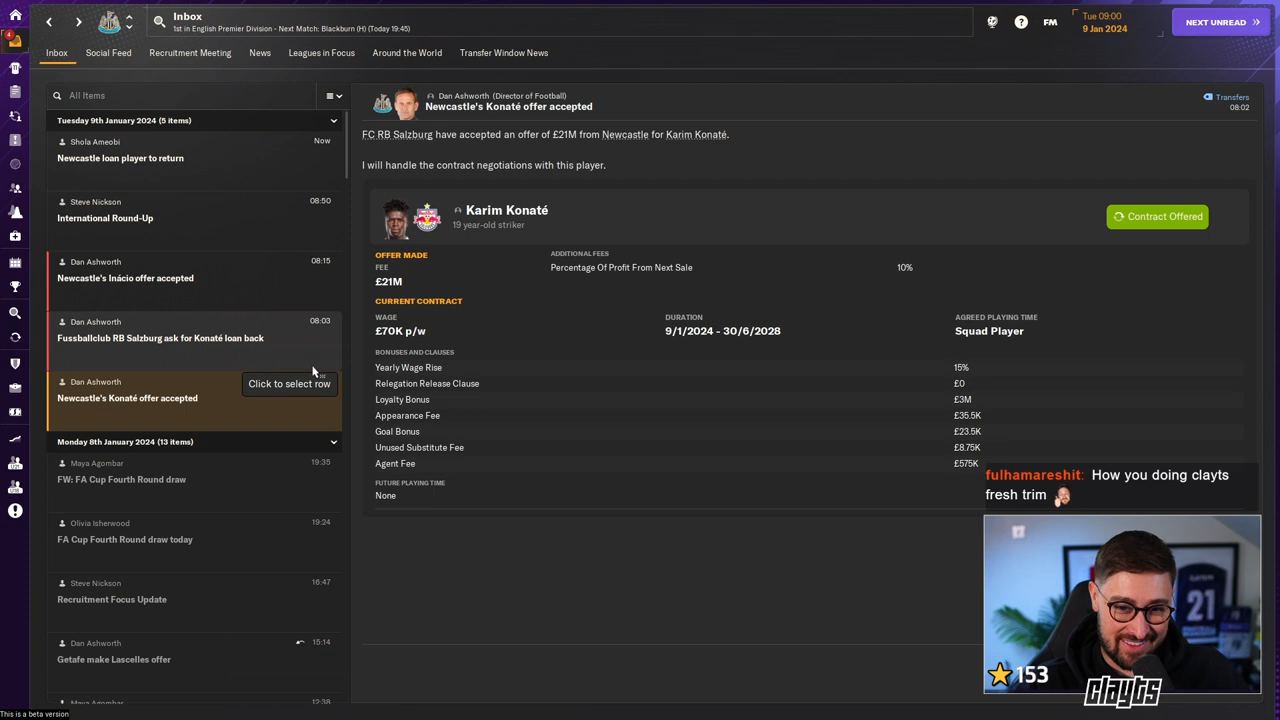 Inbox
1st in English Premier Division - Next Match: Blackburn (H) (Today 19:45)
FM
Tue 09:00
9 Jan 2024
NEXT UNREAD
4
Inbox
Social Feed
Recruitment Meeting
News
Leagues in Focus
Around the World
Transfer Window News
All Items
Tuesday 9th January 2024 (5 items)
Shola Ameobi
Now
Newcastle loan player to return
Steve Nickson
08:50
International Round-Up
Dan Ashworth
08:15
Newcastle's Inácio offer accepted
Dan Ashworth
08:03
Fussballclub RB Salzburg ask for Konaté loan back
Dan Ashworth
Click to select row
Newcastle's Konaté offer accepted
Monday 8th January 2024 (13 items)
Maya Agombar
19:35
FW: FA Cup Fourth Round draw
Olivia Isherwood
19:24
FA Cup Fourth Round draw today
Steve Nickson
16:47
Recruitment Focus Update
Dan Ashworth
15:14
Getafe make Lascelles offer
Maya Agombar
12:38
This is a beta version
Dan Ashworth (Director of Football)
Newcastle's Konaté offer accepted
Transfers
08:02
FC RB Salzburg have accepted an offer of £21M from Newcastle for Karim Konaté.
I will handle the contract negotiations with this player.
Karim Konaté
19 year-old striker
Contract Offered
OFFER MADE
FEE
£21M
ADDITIONAL FEES
Percentage Of Profit From Next Sale
10%
CURRENT CONTRACT
WAGE
£70K p/w
DURATION
9/1/2024 - 30/6/2028
AGREED PLAYING TIME
Squad Player
BONUSES AND CLAUSES
Yearly Wage Rise
15%
Relegation Release Clause
£0
Loyalty Bonus
£3M
Appearance Fee
£35.5K
Goal Bonus
£23.5K
Unused Substitute Fee
£8.75K
Agent Fee
£575K
FUTURE PLAYING TIME
None
fulhamareshit: How you doing clayts
fresh trim
21
153
clayts